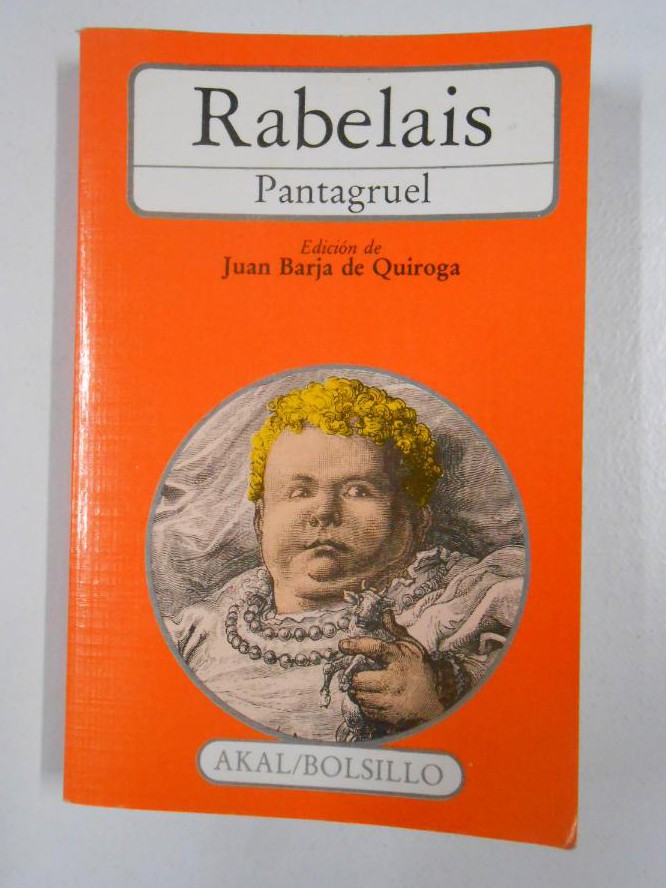 Rabelais
Pantagruel
Edición de
Juan Barja de Quiroga
AKAL/BOLSILLO